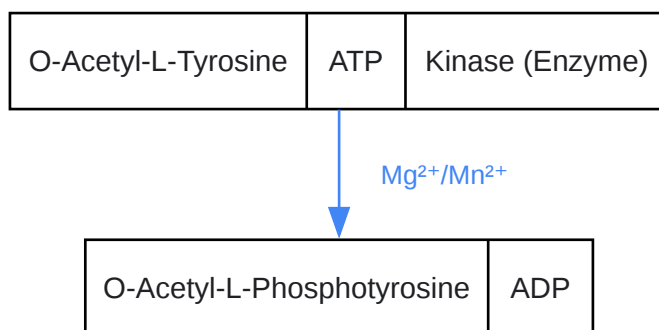 O-Acetyl-L-Tyrosine ATP Kinase (Enzyme)
Mg²⁺/Mn²⁺
O-Acetyl-L-Phosphotyrosine ADP